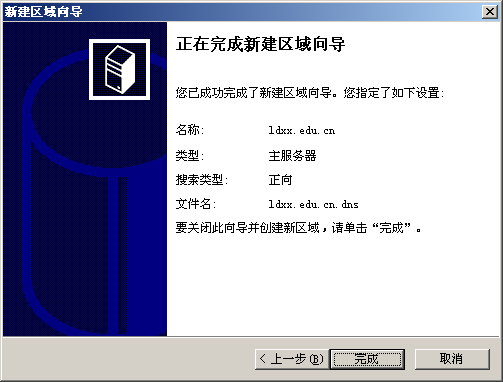 新建区域向导
正在完成新建区域向导
您已成功完成了新建区域向导。您指定了如下设置:
名称: ldxx.edu.cn
类型: 主服务器
搜索类型: 正向
文件名: ldxx.edu.cn.dns
要关闭此向导并创建新区域，请单击“完成”。
< 上一步(B) 完成 取消